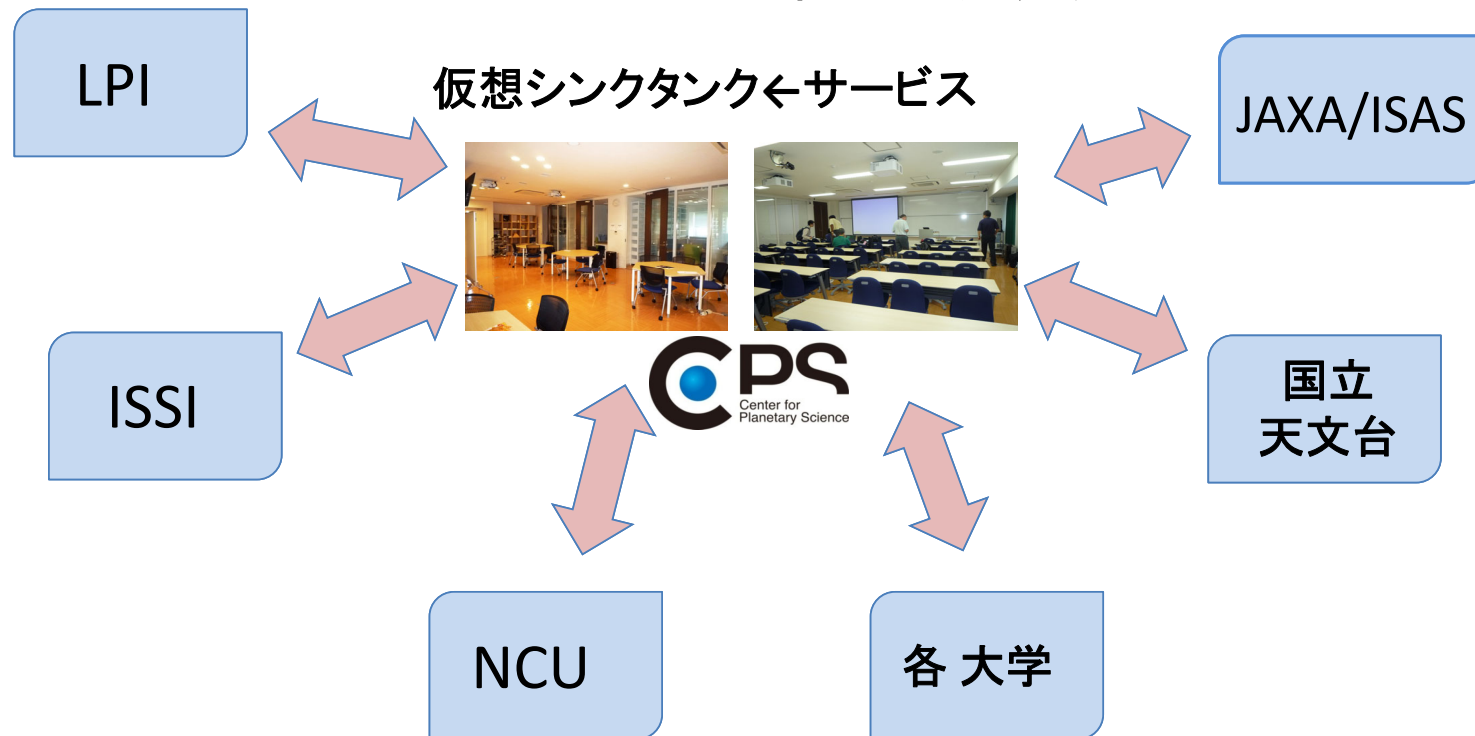 LPI
仮想シンクタンク←サービス
JAXA/ISAS
ISSI
CPS
Center for
Planetary Science
国立
天文台
NCU
各 大学